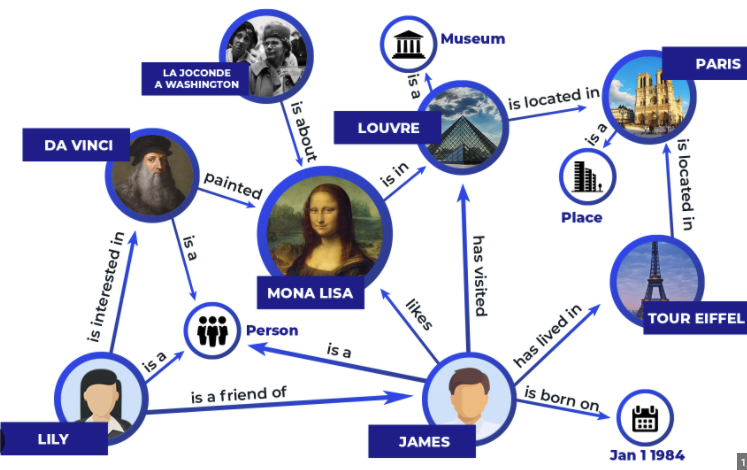 Museum
LA JOCONDE
A WASHINGTON
PARIS
is a
is about
is located in
LOUVRE
is a
DA VINCI
is in
is located in
painted
Place
is a
is interested in
has visited
MONA LISA
likes
TOUR EIFFEL
Person
has lived in
is a
is a
is a friend of
is born on
LILY
JAMES
Jan 1 1984
1